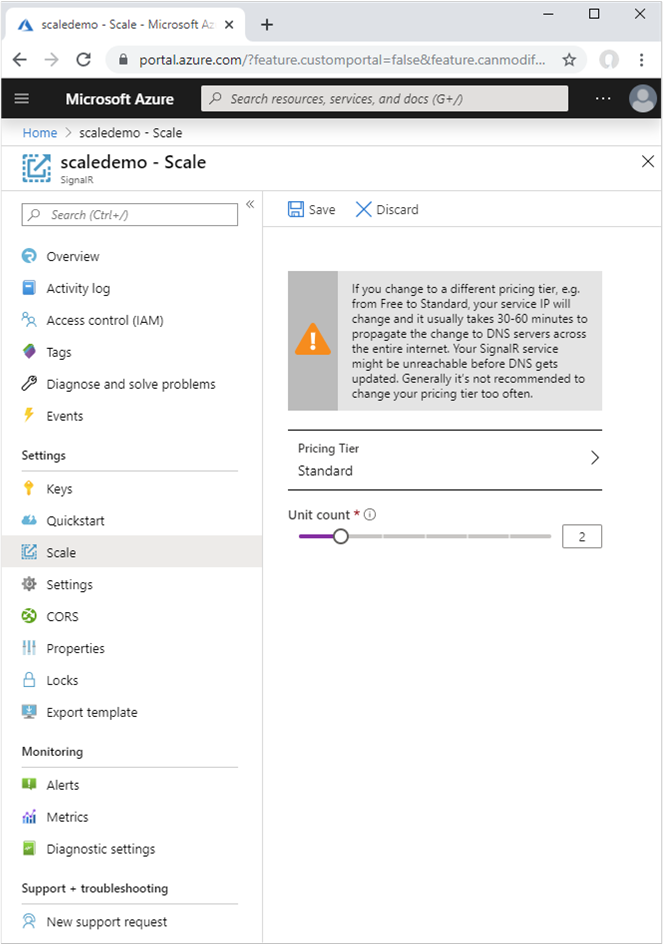 scaledemo - Scale - Microsoft Az
portal.azure.com/?feature.customportal=false&feature.canmodif...
Microsoft Azure
Search resources, services, and docs (G+/)
Home > scaledemo - Scale
scaledemo - Scale
SignalR
Search (Ctrl+/)
Overview
Activity log
Access control (IAM)
Tags
Diagnose and solve problems
Events
Settings
Keys
Quickstart
Scale
Settings
CORS
Properties
Locks
Export template
Monitoring
Alerts
Metrics
Diagnostic settings
Support + troubleshooting
New support request
Save Discard
If you change to a different pricing tier, e.g.
from Free to Standard, your service IP will
change and it usually takes 30-60 minutes to
propagate the change to DNS servers across
the entire internet. Your SignalR service
might be unreachable before DNS gets
updated. Generally it's not recommended to
change your pricing tier too often.
Pricing Tier
Standard
Unit count *
2